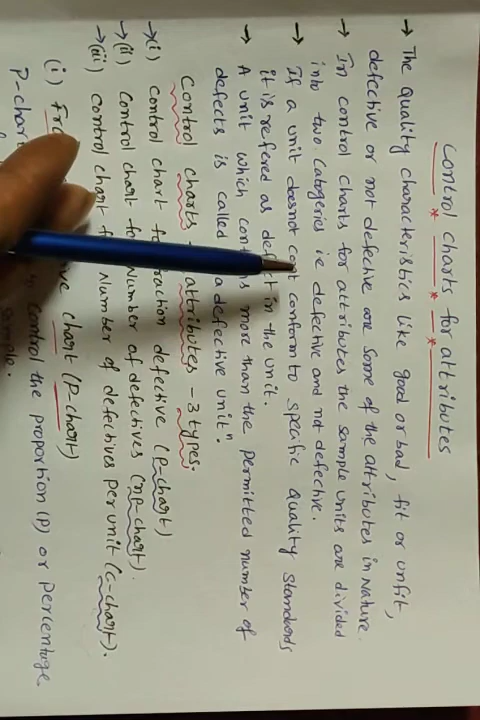 control charts for attributes
→ The Quality characteristics like good or bad, fit or unfit,
defective or not defective are some of the attributes in Nature.
→ In control charts for attributes the sample units are divided
into two Catogeries ie defective and not defective.
→ If a unit doesnot cont conform to specific Quality standards
it is refered as defect in the unit.
→ A unit which more than the permitted number of
defects is called a defective unit"
Control charts attributes - 3 types.
→ (i) control chart fraction defective (p-chart)
→ (ii) control chart for Number of defectives (np-chart).
→ (iii) control chart Number of defectives per unit (c-chart).
(i) chart (P-chart)
P-chart control the proportion (P) or percentage
sample.